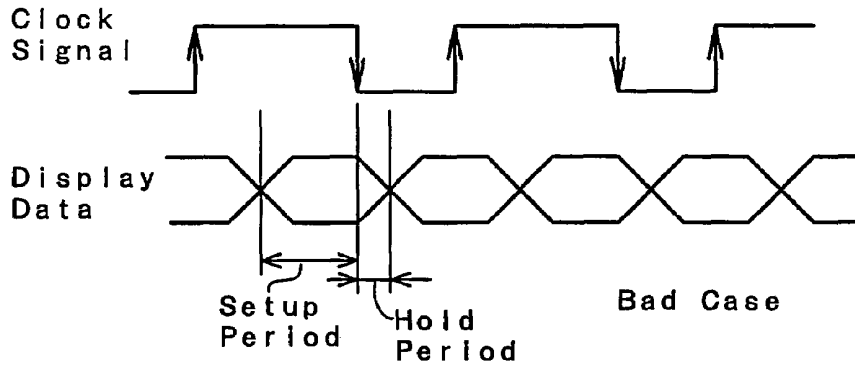 Clock
Signal
Display
Data
Setup
Period
Hold
Period
Bad Case